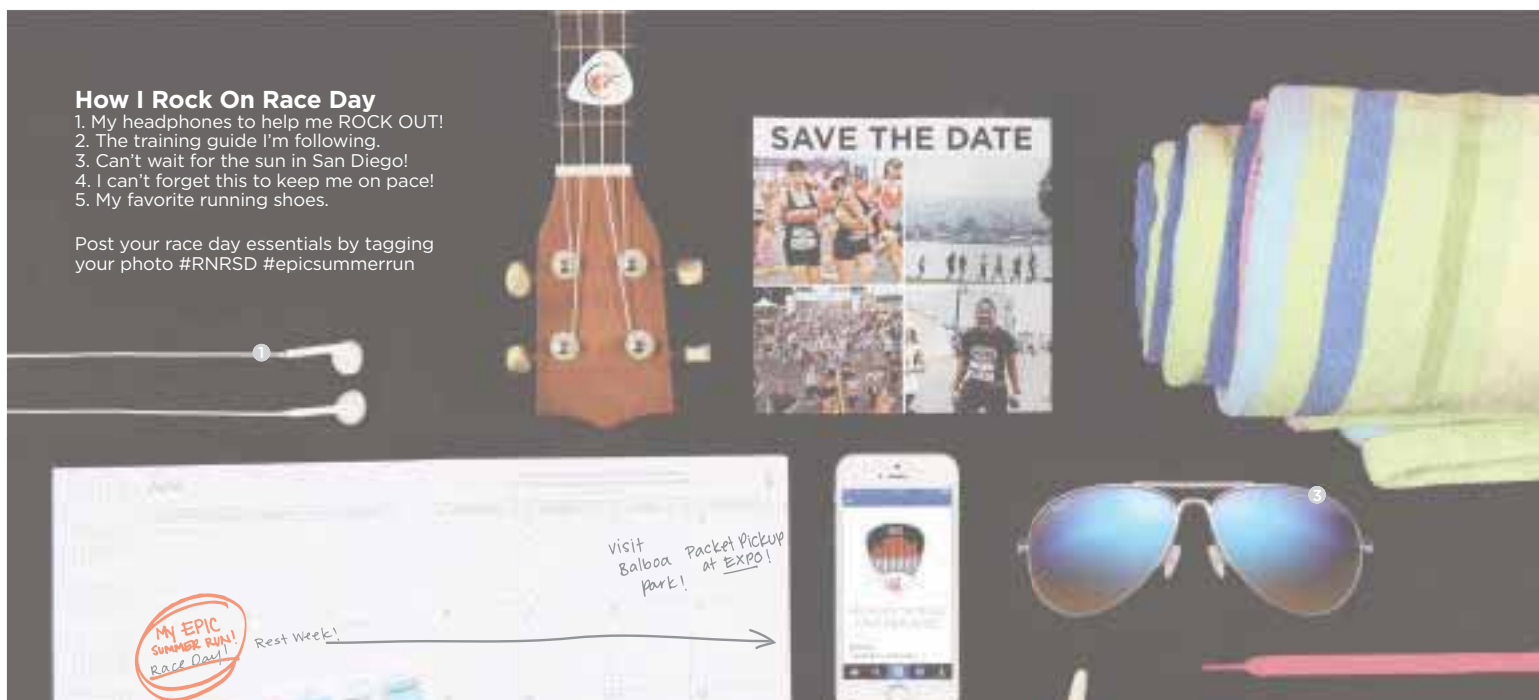 How I Rock On Race Day
1. My headphones to help me ROCK OUT!
2. The training guide I'm following.
3. Can't wait for the sun in San Diego!
4. I can't forget this to keep me on pace!
5. My favorite running shoes.
Post your race day essentials by tagging
your photo #RNRSD #epicsummerrun
SAVE THE DATE
1
3
Visit
Balboa
Park!
Packet Pickup
at EXPO!
MY EPIC
SUMMER RUN!
Race Day!
Rest Week!